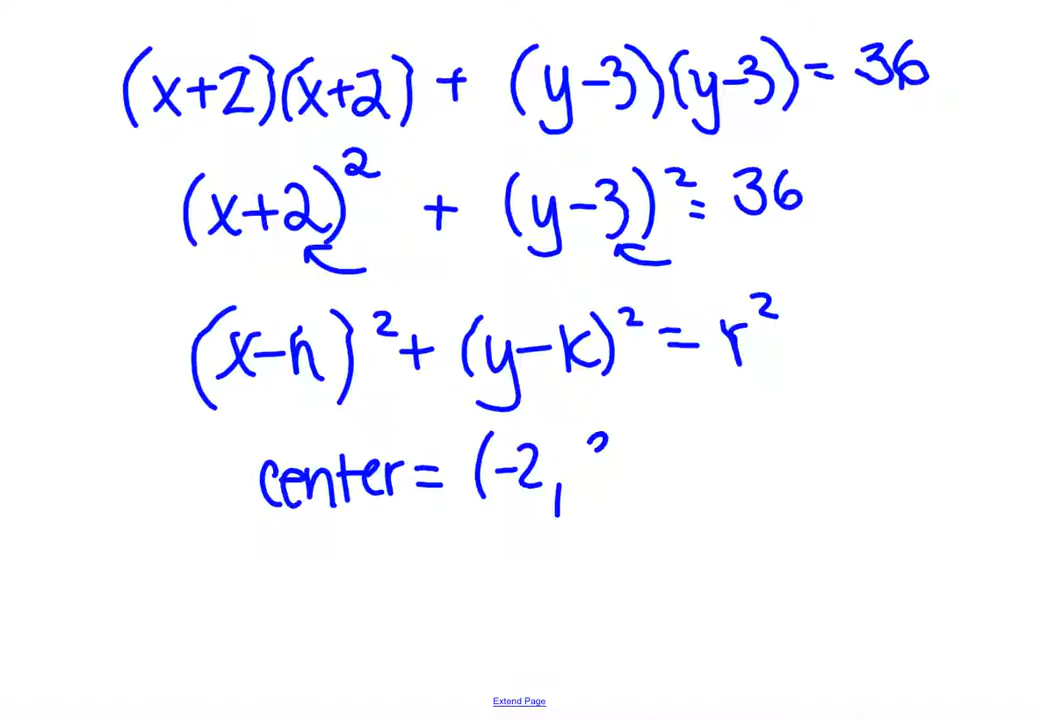 (x+2)(x+2) + (y-3)(y-3) = 36
(x+2)² + (y-3)² = 36
(x-h)² + (y-k)² = r²
center = (-2,
Extend Page